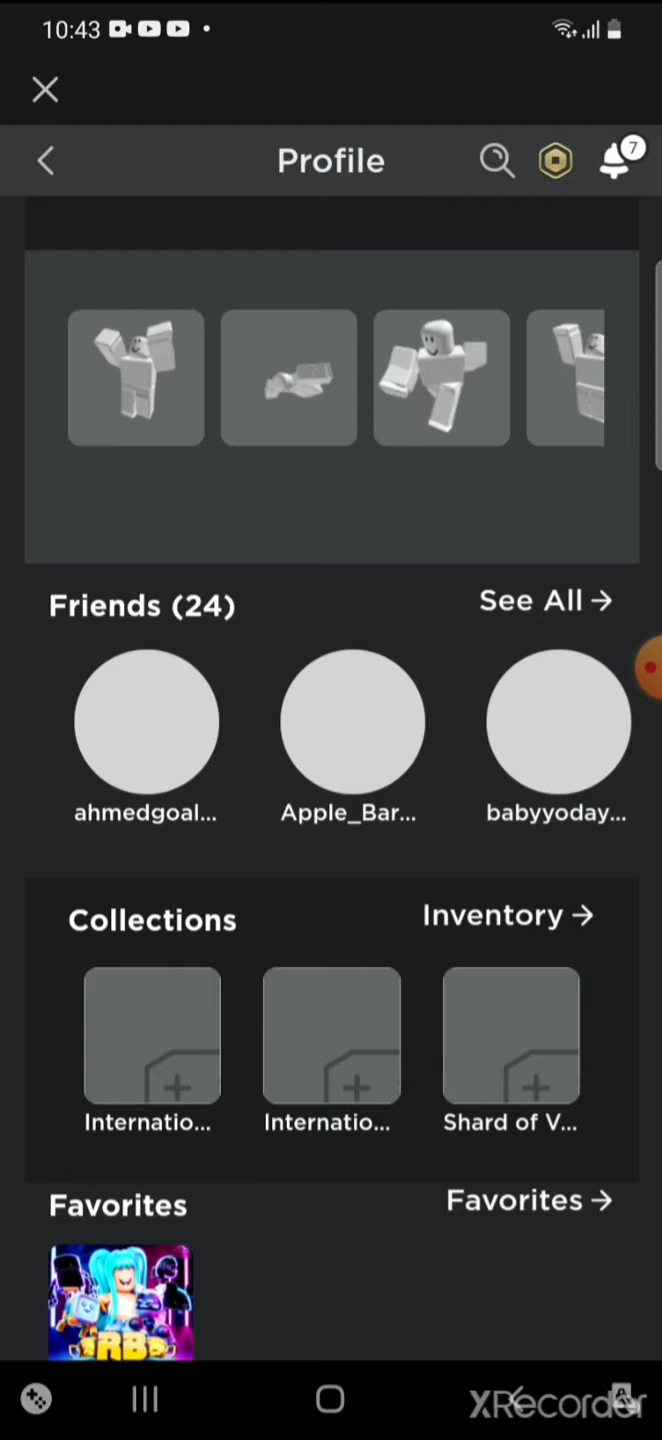 10:43
Profile
7
Friends (24)
See All
ahmedgoal...
Apple_Bar...
babyyoday...
Collections
Inventory
Internatio...
Internatio...
Shard of V...
Favorites
Favorites
RB
XRecorder